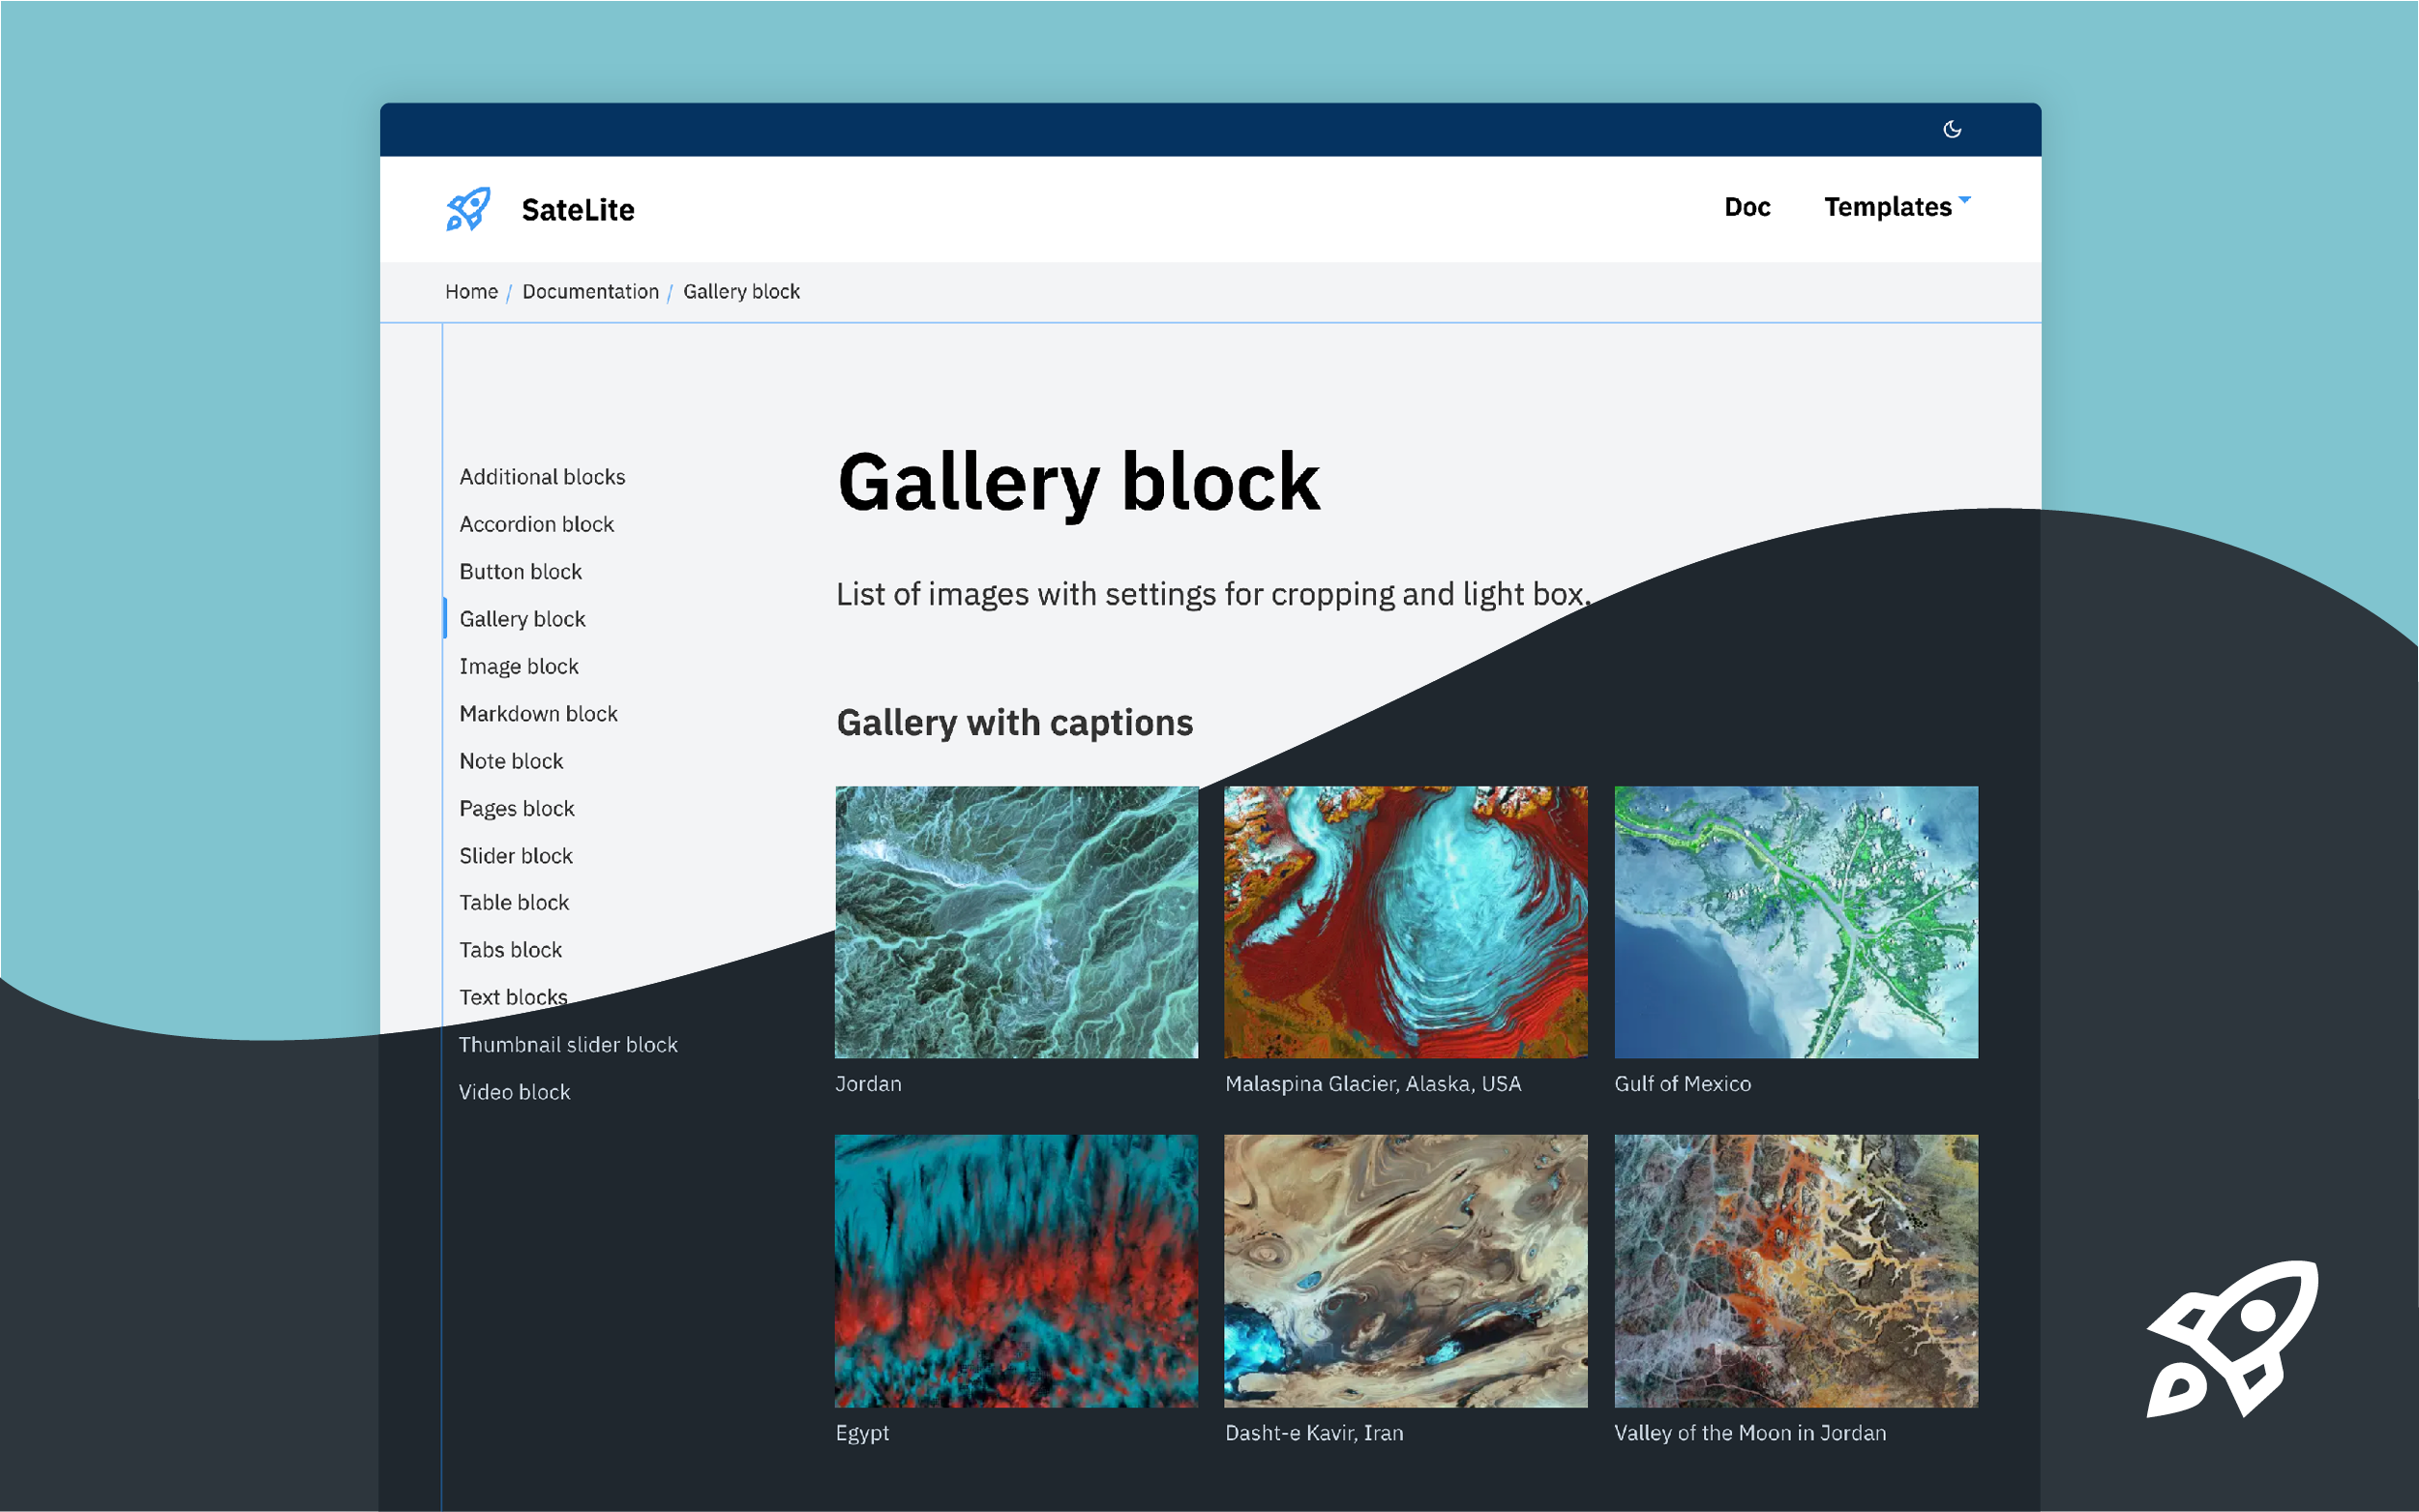 SateLite
Doc
Templates
Home / Documentation / Gallery block
Additional blocks
Accordion block
Button block
Gallery block
Image block
Markdown block
Note block
Pages block
Slider block
Table block
Tabs block
Text blocks
Thumbnail slider block
Video block
Gallery block
List of images with settings for cropping and light box.
Gallery with captions
Jordan
Malaspina Glacier, Alaska, USA
Gulf of Mexico
Egypt
Dasht-e Kavir, Iran
Valley of the Moon in Jordan